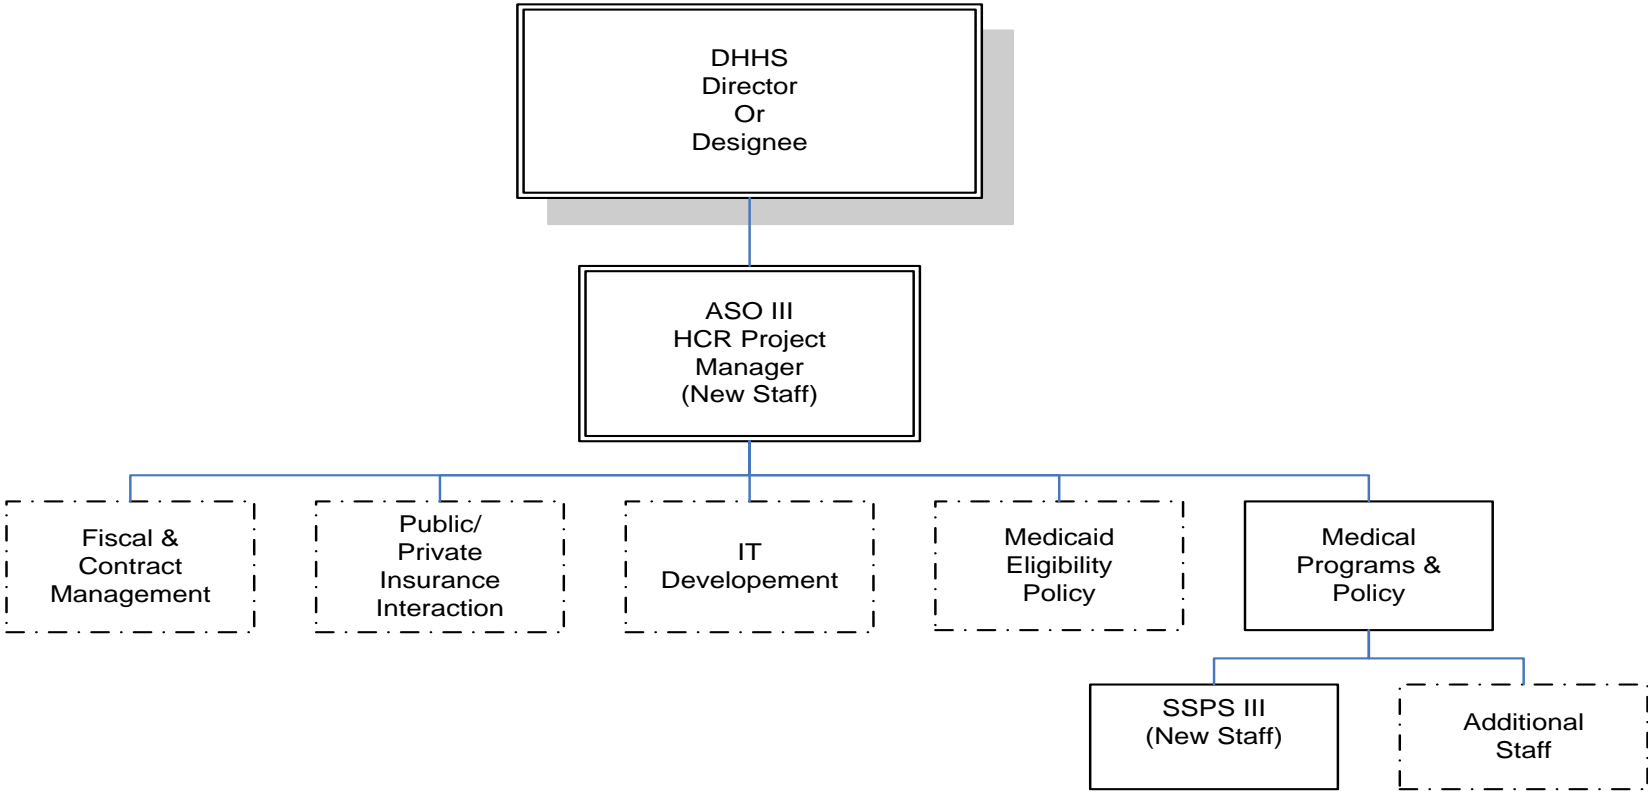 DHHS
Director
Or
Designee
ASO III
HCR Project
Manager
(New Staff)
Fiscal &
Contract
Management
Public/
Private
Insurance
Interaction
IT
Developement
Medicaid
Eligibility
Policy
Medical
Programs &
Policy
SSPS III
(New Staff)
Additional
Staff